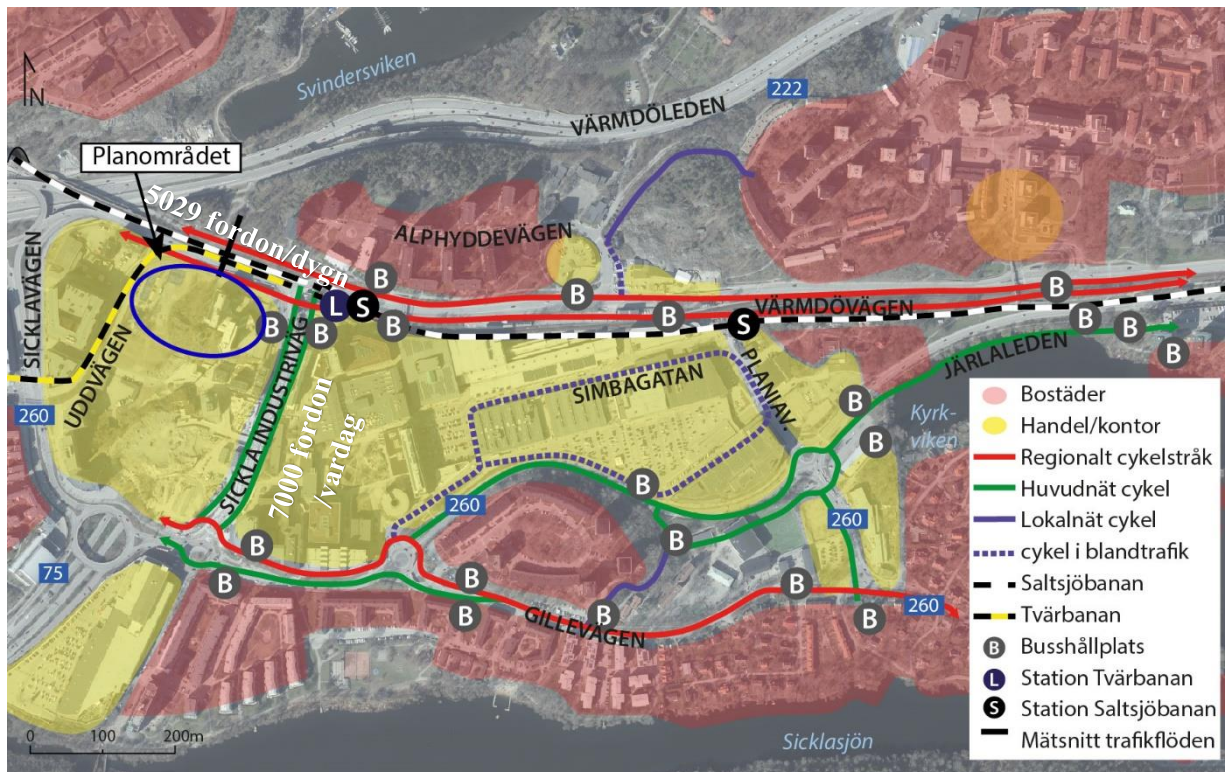 Svindersviken
222
VÄRMDÖLEDEN
N
Planområdet
5029 fordon/dygn
ALPHYDDEVÄGEN
SICKLAVÄGEN
B
B
B
L
S
B
B
B
B
B
S
VÄRMDÖVÄGEN
B
B
B
UDDVÄGEN
SICKLA INDUSTRIVÄG
SIMBAGATAN
PLANIAV
JÄRLALEDEN
260
7000 fordon
/vardag
B
Kyrk-
viken
B
B
260
260
B
B
75
B
B
B
B
B
B
B
260
GILLEVÄGEN
0 100 200m
Sicklasjön
Bostäder
Handel/kontor
Regionalt cykelstråk
Huvudnät cykel
Lokalnät cykel
cykel i blandtrafik
Saltsjöbanan
Tvärbanan
B Busshållplats
L Station Tvärbanan
S Station Saltsjöbanan
Mätsnitt trafikflöden